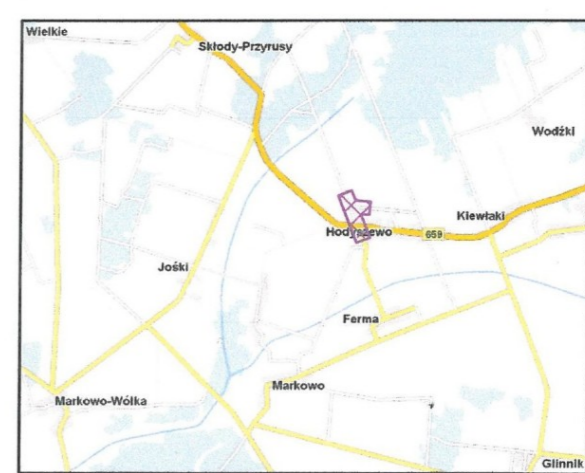 Wielkie
Skłody-Przyrusy
Wodźki
Kiewłaki
659
Hodyszewo
Jośki
Ferma
Markowo
Markowo-Wólka
Glinnik